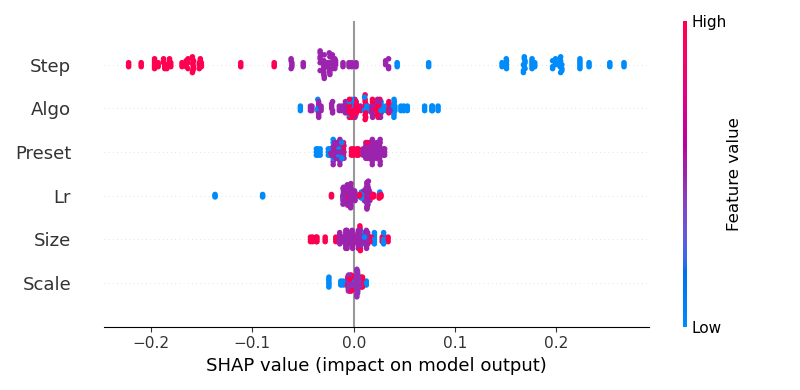 High
Step
Algo
Preset
Lr
Size
Scale
Feature value
Low
−0.2 −0.1 0.0 0.1 0.2
SHAP value (impact on model output)